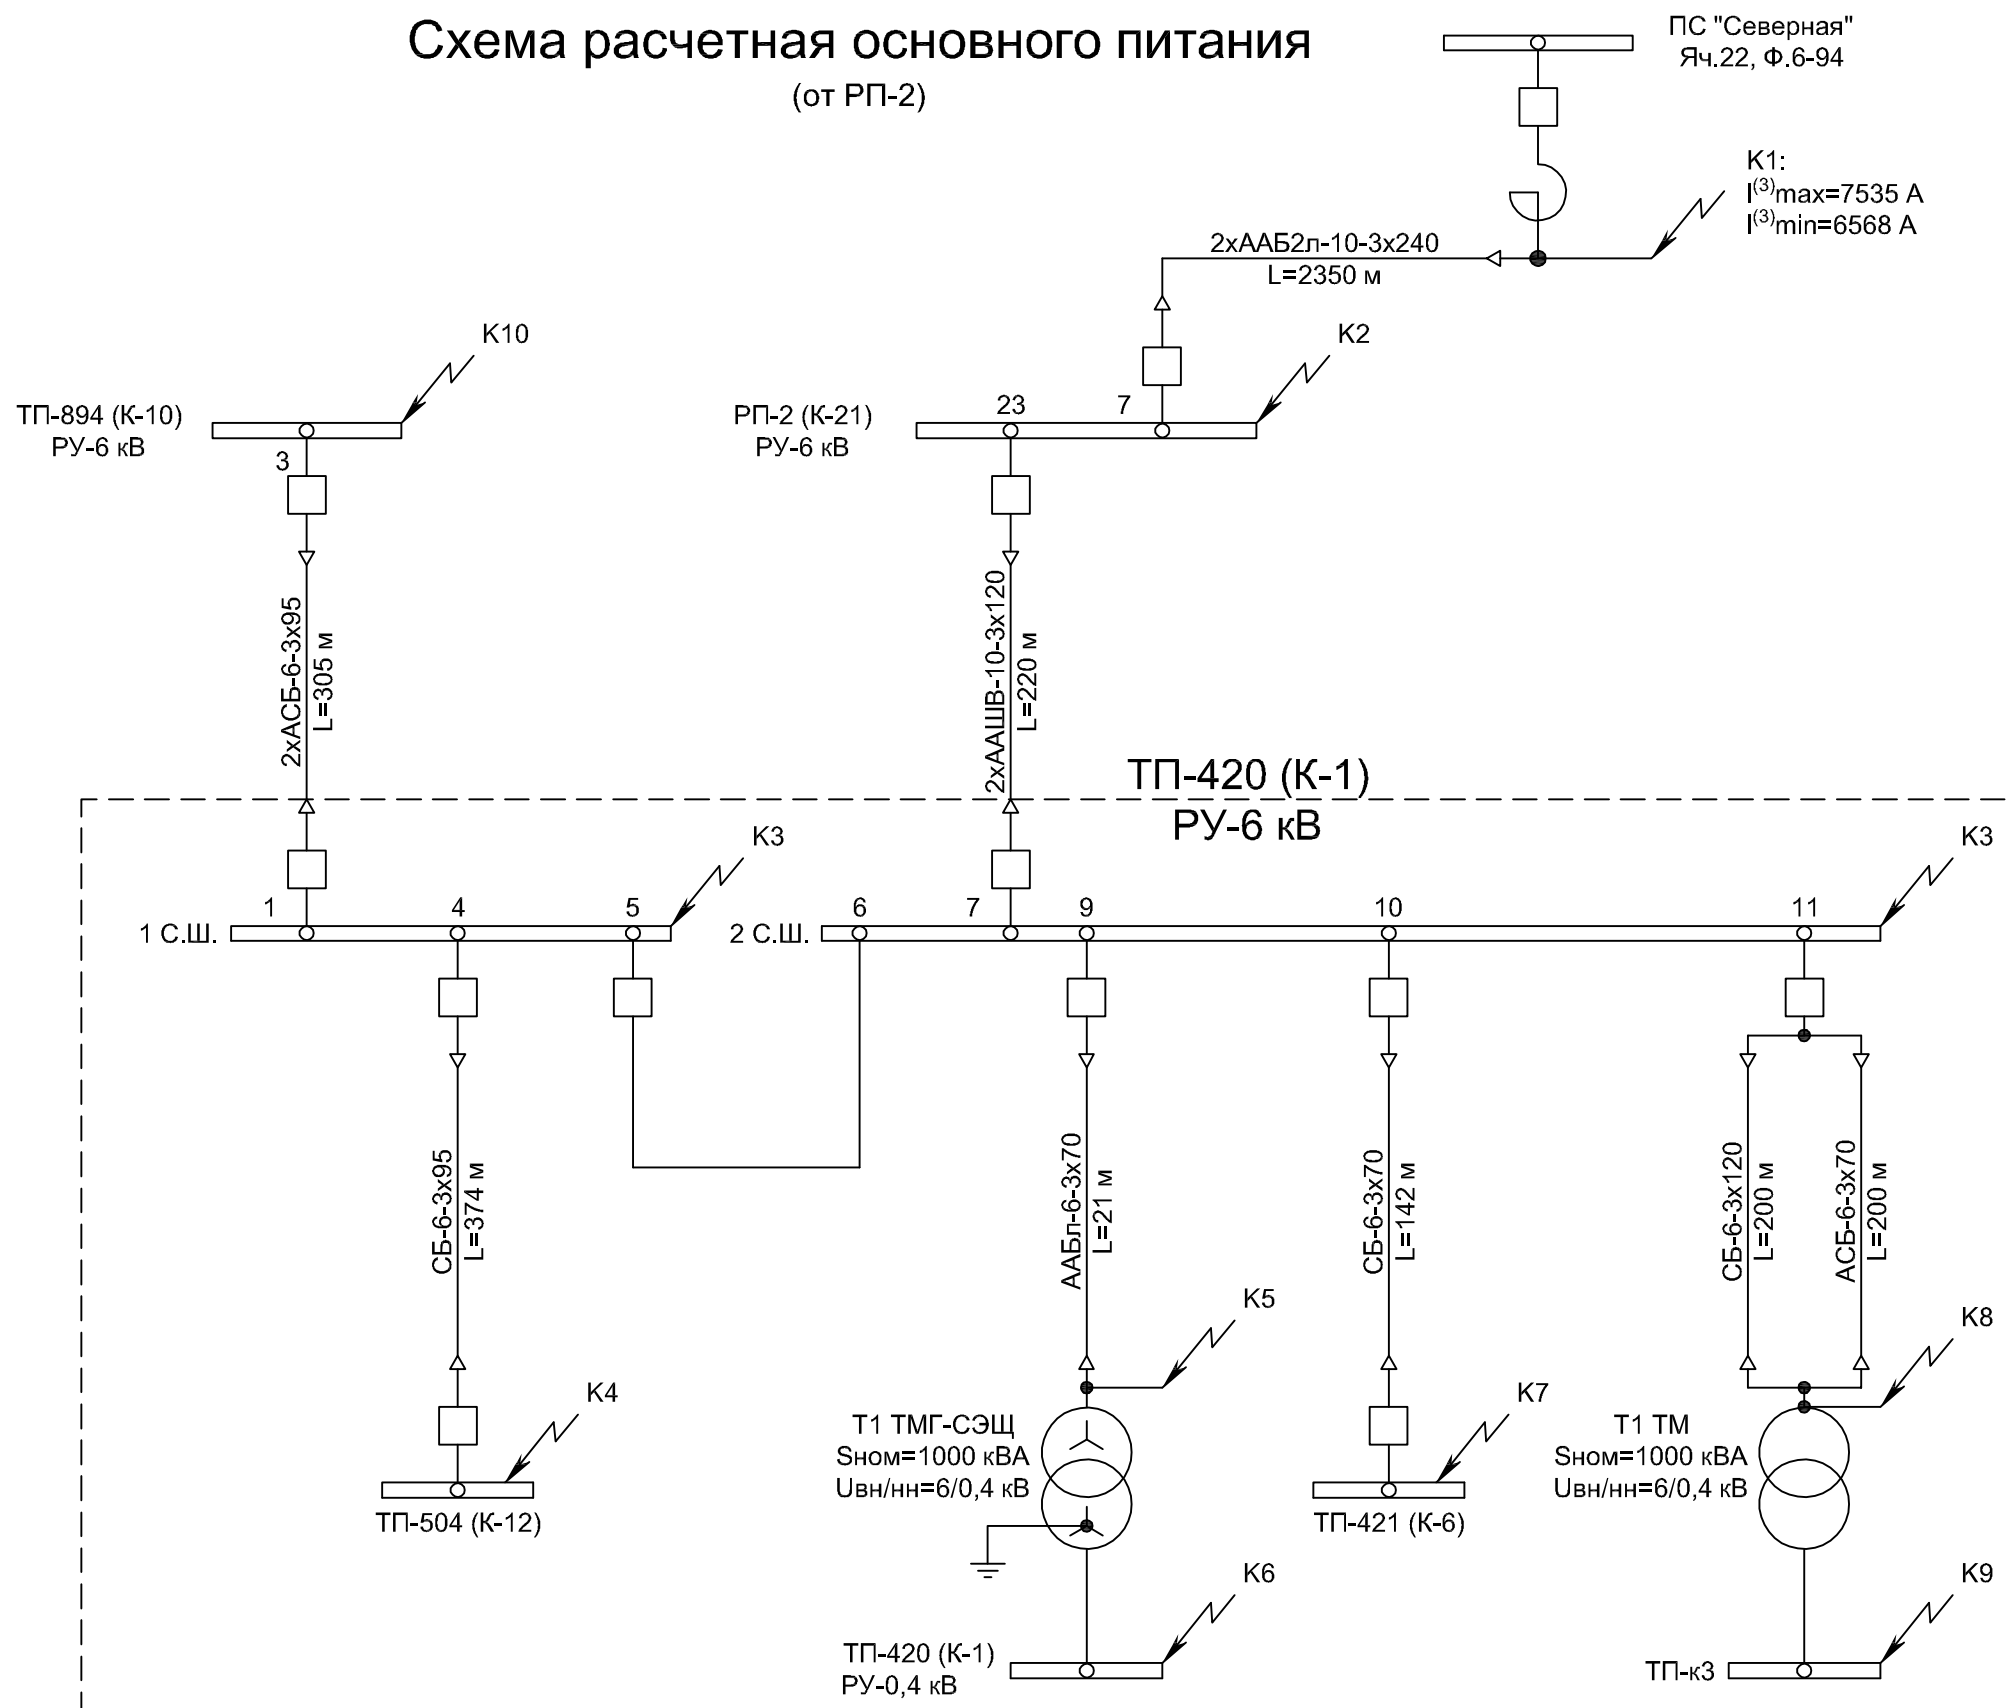 Схема расчетная основного питания
(от РП-2)
ПС "Северная"
Яч.22, Ф.6-94
К1:
I(3)max=7535 А
I(3)min=6568 А
2хААБ2л-10-3х240
L=2350 м
К10
К2
ТП-894 (К-10)
РУ-6 кВ
3
РП-2 (К-21)
РУ-6 кВ
23
7
2хАСБ-6-3х95
L=305 м
2хААШВ-10-3х120
L=220 м
ТП-420 (К-1)
РУ-6 кВ
К3
К3
1 С.Ш.
1
4
5
2 С.Ш.
6
7
9
10
11
СБ-6-3х95
L=374 м
ААБл-6-3х70
L=21 м
СБ-6-3х70
L=142 м
СБ-6-3х120
L=200 м
АСБ-6-3х70
L=200 м
К5
К8
К4
К7
Т1 ТМГ-СЭЩ
Sном=1000 кВА
Uвн/нн=6/0,4 кВ
Т1 ТМ
Sном=1000 кВА
Uвн/нн=6/0,4 кВ
ТП-504 (К-12)
ТП-421 (К-6)
К6
К9
ТП-420 (К-1)
РУ-0,4 кВ
ТП-к3